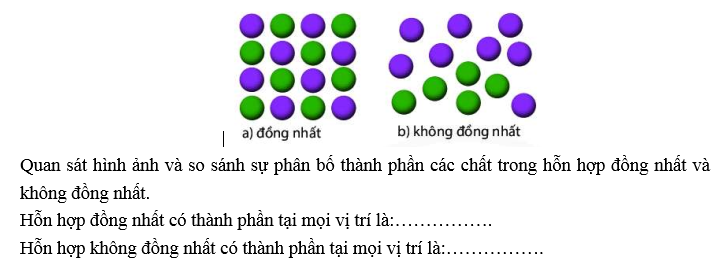 a) đồng nhất
b) không đồng nhất
Quan sát hình ảnh và so sánh sự phân bố thành phần các chất trong hỗn hợp đồng nhất và
không đồng nhất.
Hỗn hợp đồng nhất có thành phần tại mọi vị trí là:…………….
Hỗn hợp không đồng nhất có thành phần tại mọi vị trí là:…………….